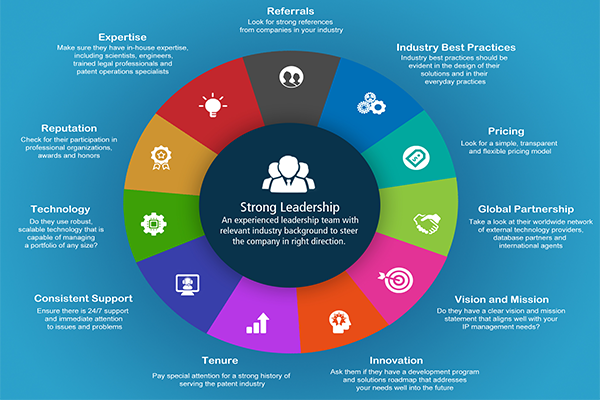 Referrals
Look for strong references
from companies in your industry
Expertise
Make sure they have in-house expertise,
including scientists, engineers,
trained legal professionals and
patent operations specialists
Industry Best Practices
Industry best practices should be
evident in the design of their
solutions and in their
everyday practices
Reputation
Check for their participation in
professional organizations,
awards and honors
Pricing
Look for a simple, transparent
and flexible pricing model
Strong Leadership
An experienced leadership team with
relevant industry background to steer
the company in right direction.
Technology
Do they use robust,
scalable technology that is
capable of managing
a portfolio of any size?
Global Partnership
Take a look at their worldwide network
of external technology providers,
database partners and
international agents
Consistent Support
Ensure there is 24/7 support
and immediate attention
to issues and problems
Vision and Mission
Do they have a clear vision and mission
statement that aligns well with your
IP management needs?
Tenure
Pay special attention for a strong history of
serving the patent industry
Innovation
Ask them if they have a development program
and solutions roadmap that addresses
your needs well into the future